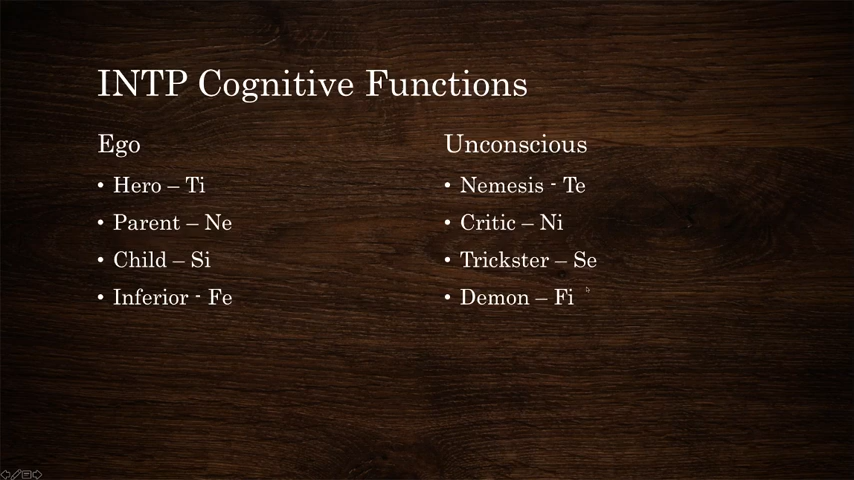 INTP Cognitive Functions
Ego
• Hero – Ti
• Parent – Ne
• Child – Si
• Inferior - Fe
Unconscious
• Nemesis - Te
• Critic – Ni
• Trickster – Se
• Demon – Fi